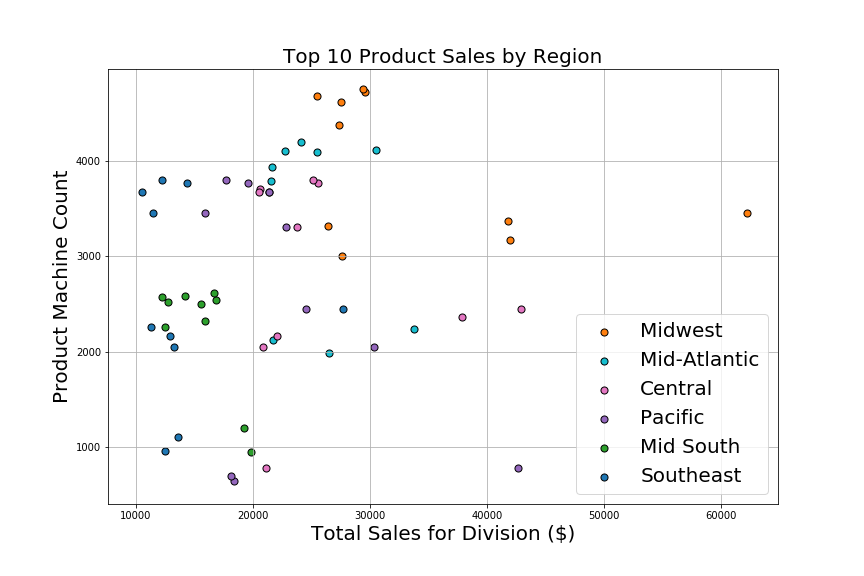 Top 10 Product Sales by Region
Product Machine Count
4000
3000
2000
1000
Midwest
Mid-Atlantic
Central
Pacific
Mid South
Southeast
10000 20000 30000 40000 50000 60000
Total Sales for Division ($)